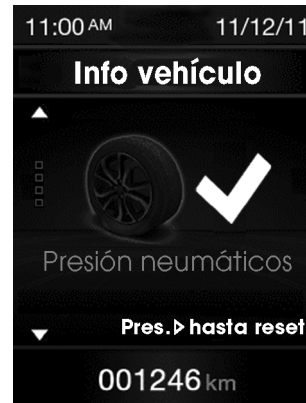 11:00 AM 11/12/11
Info vehículo
Presión neumáticos
Pres.▷hasta reset
001246 km